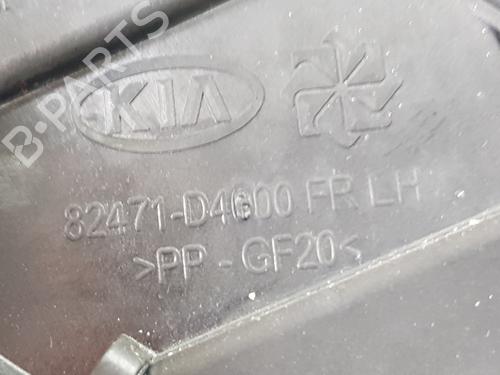 B-PARTS
KIA
82471-D4000 FR LH
>PP - GF20<